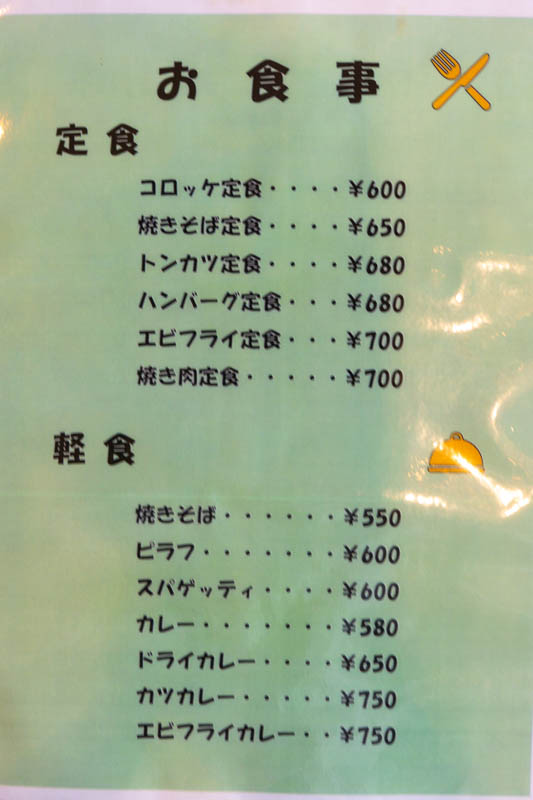 お食事
定食
コロッケ定食・・・・¥600
焼きそば定食・・・・¥650
トンカツ定食・・・・¥680
ハンバーグ定食・・・¥680
エビフライ定食・・・¥700
焼き肉定食・・・・・¥700
軽食
焼きそば・・・・・・¥550
ピラフ・・・・・・・¥600
スパゲッティ・・・・¥600
カレー・・・・・・・¥580
ドライカレー・・・・¥650
カツカレー・・・・・¥750
エビフライカレー・・¥750